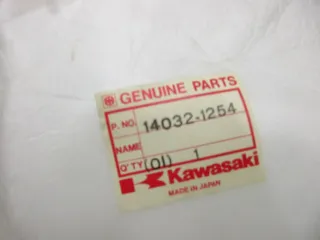 GENUINE PARTS
P. NO. 14032-1254
NAME
Q'TY (01) 1
Kawasaki
MADE IN JAPAN